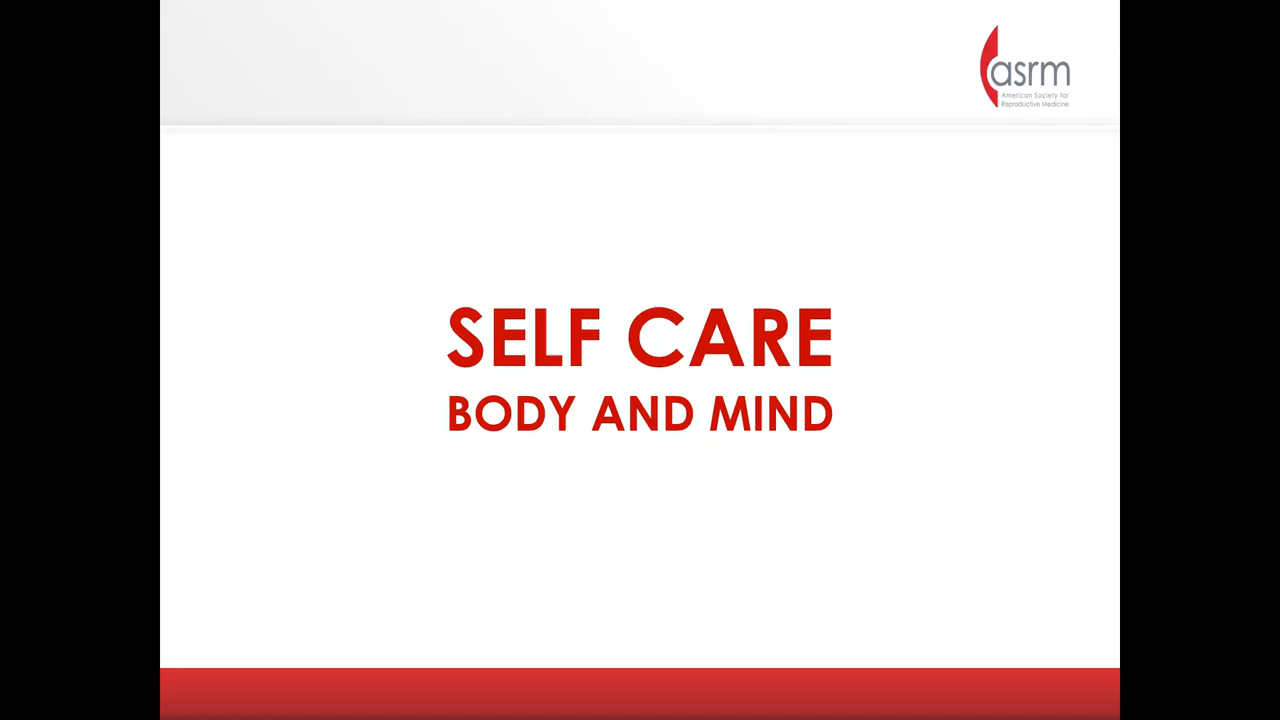 asrm
American Society for
Reproductive Medicine
SELF CARE
BODY AND MIND